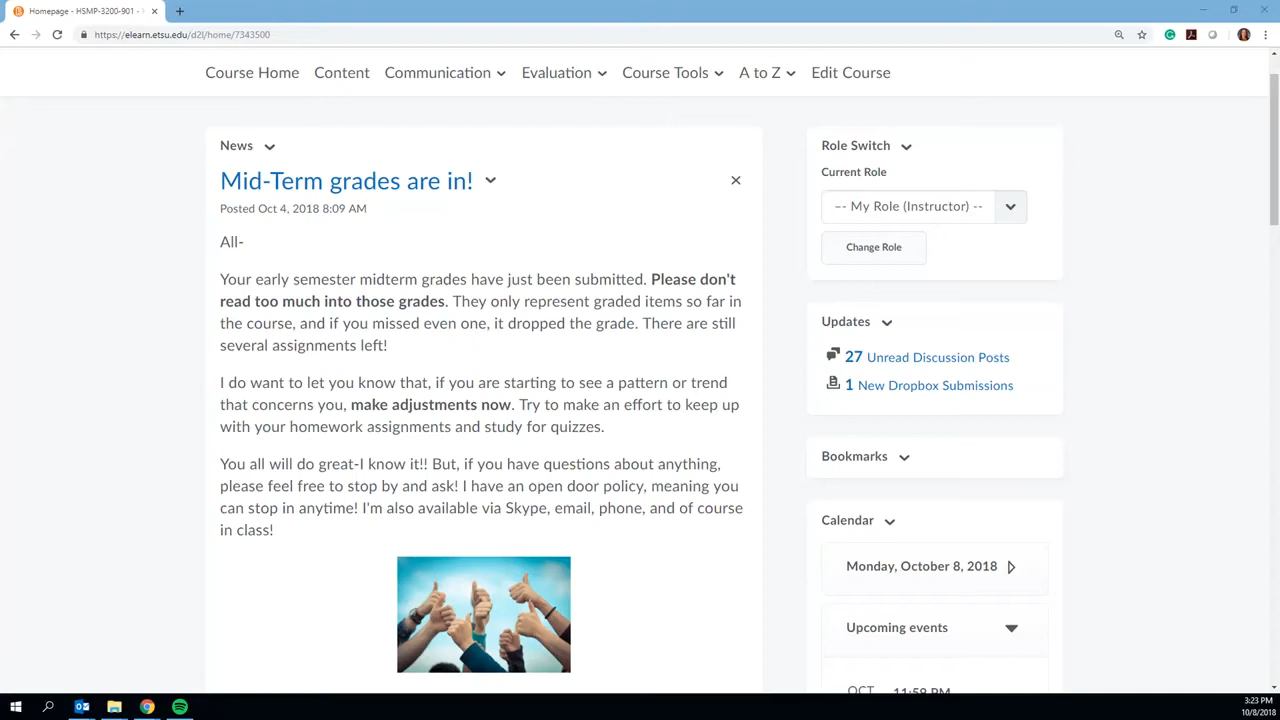 Homepage - HSMP-3200-901 -
https://elearn.etsu.edu/d2l/home/7343500
Course Home Content Communication Evaluation Course Tools A to Z Edit Course
News
Mid-Term grades are in!
Posted Oct 4, 2018 8:09 AM
All-
Your early semester midterm grades have just been submitted. Please don't
read too much into those grades. They only represent graded items so far in
the course, and if you missed even one, it dropped the grade. There are still
several assignments left!
I do want to let you know that, if you are starting to see a pattern or trend
that concerns you, make adjustments now. Try to make an effort to keep up
with your homework assignments and study for quizzes.
You all will do great-I know it!! But, if you have questions about anything,
please feel free to stop by and ask! I have an open door policy, meaning you
can stop in anytime! I'm also available via Skype, email, phone, and of course
in class!
Role Switch
Current Role
-- My Role (Instructor) --
Change Role
Updates
27 Unread Discussion Posts
1 New Dropbox Submissions
Bookmarks
Calendar
Monday, October 8, 2018
Upcoming events
OCT 11:59 PM
3:23 PM
10/8/2018